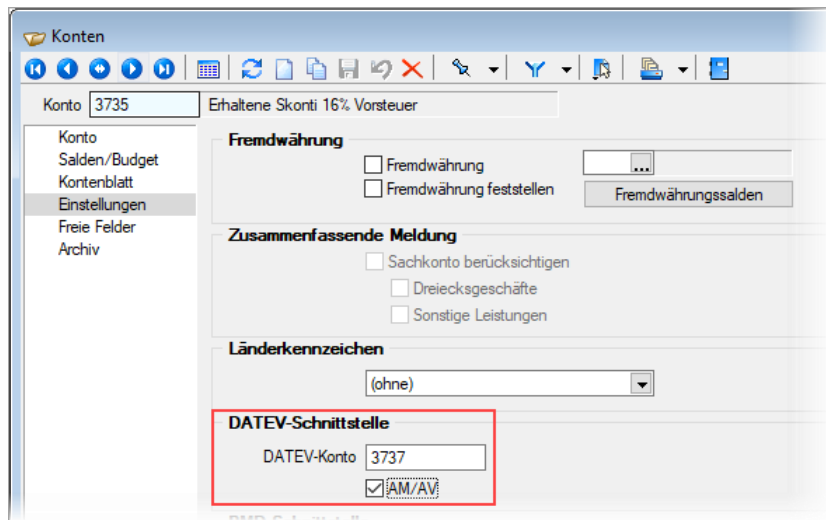 Konten
Konto 3735 Erhaltene Skonti 16% Vorsteuer
Konto
Salden/Budget
Kontenblatt
Einstellungen
Freie Felder
Archiv
Fremdwährung
Fremdwährung ...
Fremdwährung feststellen Fremdwährungssalden
Zusammenfassende Meldung
Sachkonto berücksichtigen
Dreiecksgeschäfte
Sonstige Leistungen
Länderkennzeichen
(ohne)
DATEV-Schnittstelle
DATEV-Konto 3737
AM/AV